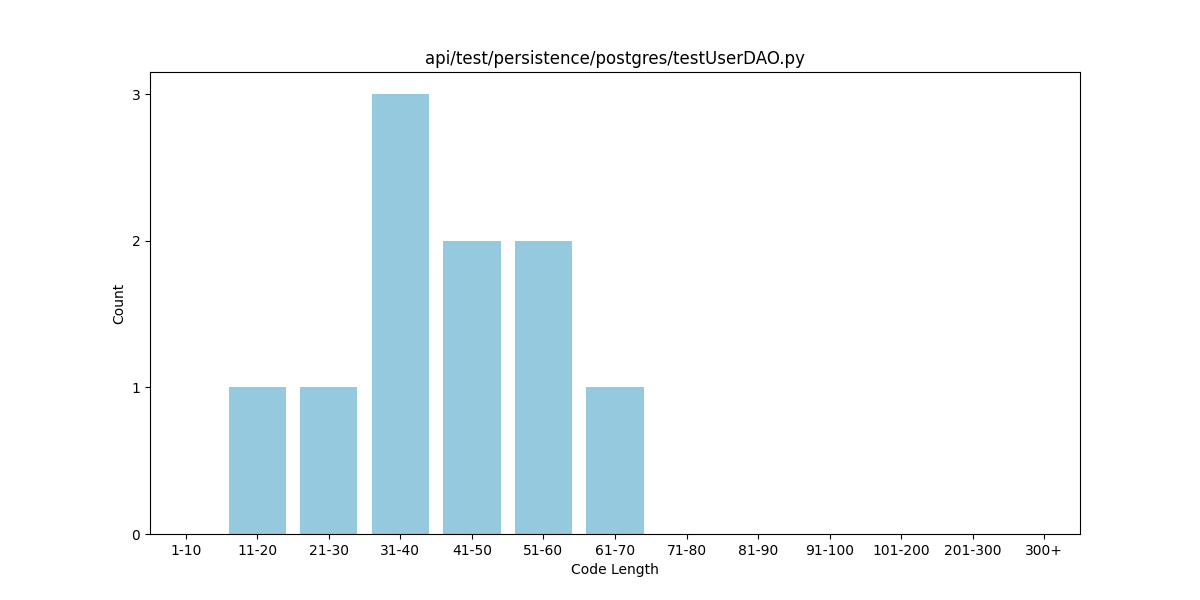 api/test/persistence/postgres/testUserDAO.py
3
2
1
0
Count
1-10 11-20 21-30 31-40 41-50 51-60 61-70 71-80 81-90 91-100 101-200 201-300 300+
Code Length